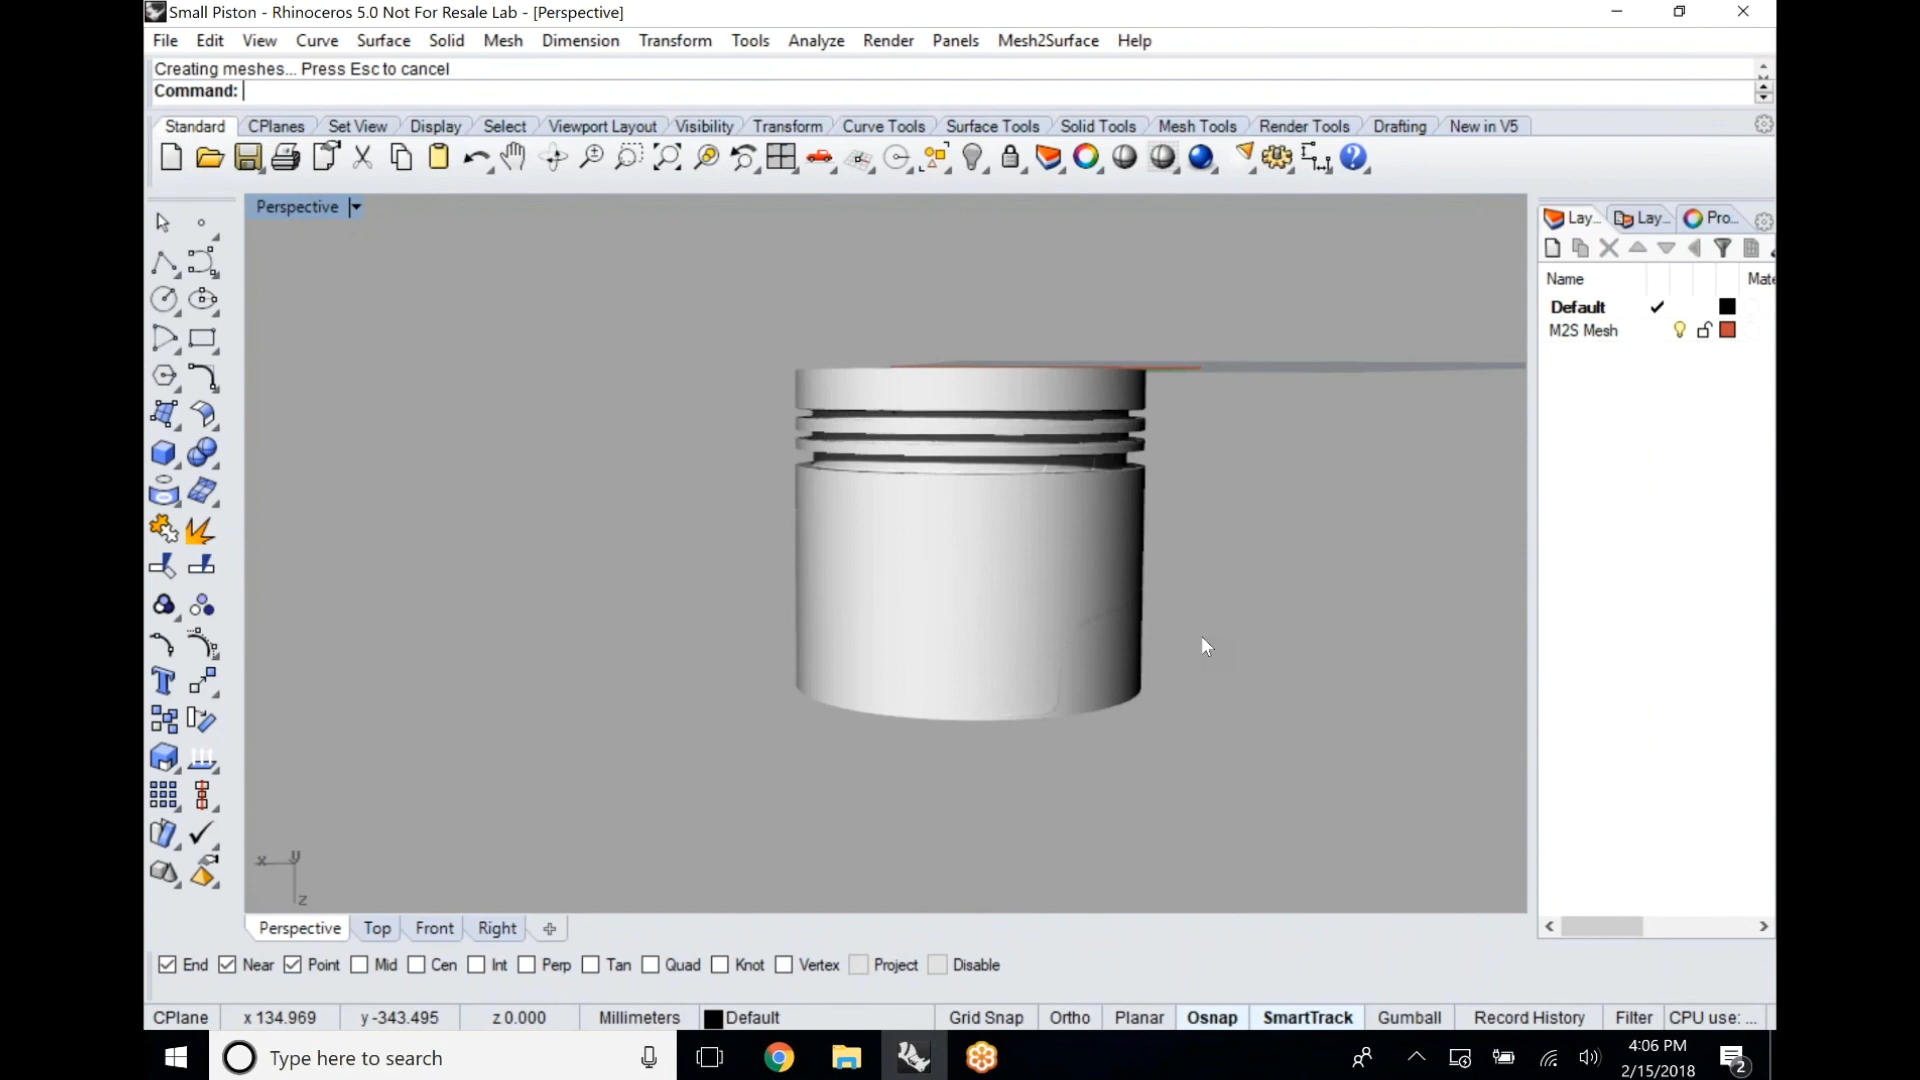 Small Piston - Rhinoceros 5.0 Not For Resale Lab - [Perspective]
File Edit View Curve Surface Solid Mesh Dimension Transform Tools Analyze Render Panels Mesh2Surface Help
Creating meshes... Press Esc to cancel
Command:
Standard CPlanes Set View Display Select Viewport Layout Visibility Transform Curve Tools Surface Tools Solid Tools Mesh Tools Render Tools Drafting New in V5
Perspective
Lay... Lay... Pro...
Name Mate
Default
M2S Mesh
x y
z
Perspective Top Front Right
End Near Point Mid Cen Int Perp Tan Quad Knot Vertex Project Disable
CPlane x 134.969 y -343.495 z 0.000 Millimeters Default Grid Snap Ortho Planar Osnap SmartTrack Gumball Record History Filter CPU use: ...
Type here to search
4:06 PM
2/15/2018
2